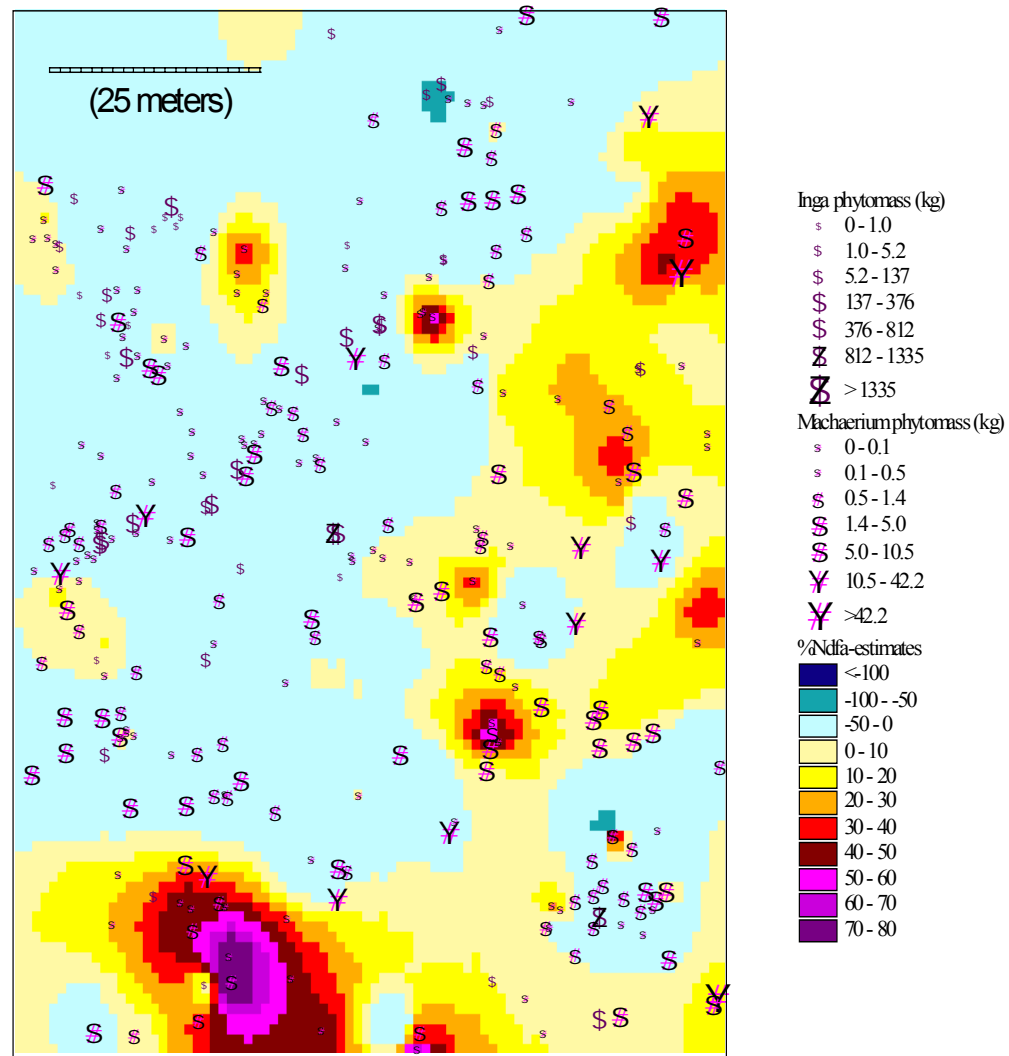 (25 meters)
Inga phytomass (kg)
0 - 1.0
1.0 - 5.2
5.2 - 137
137 - 376
376 - 812
812 - 1335
> 1335
Machaerium phytomass (kg)
0 - 0.1
0.1 - 0.5
0.5 - 1.4
1.4 - 5.0
5.0 - 10.5
10.5 - 42.2
>42.2
%Ndfa-estimates
<-100
-100 - -50
-50 - 0
0 - 10
10 - 20
20 - 30
30 - 40
40 - 50
50 - 60
60 - 70
70 - 80